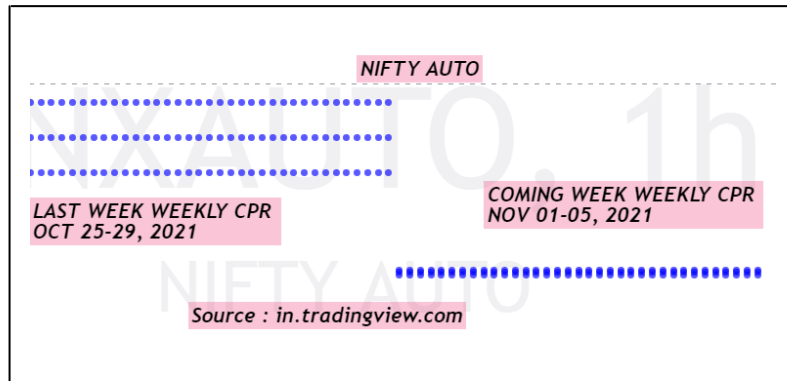 NIFTY AUTO
NXAUTO, 1h
COMING WEEK WEEKLY CPR
NOV 01-05, 2021
LAST WEEK WEEKLY CPR
OCT 25-29, 2021
NIFTY AUTO
Source : in.tradingview.com